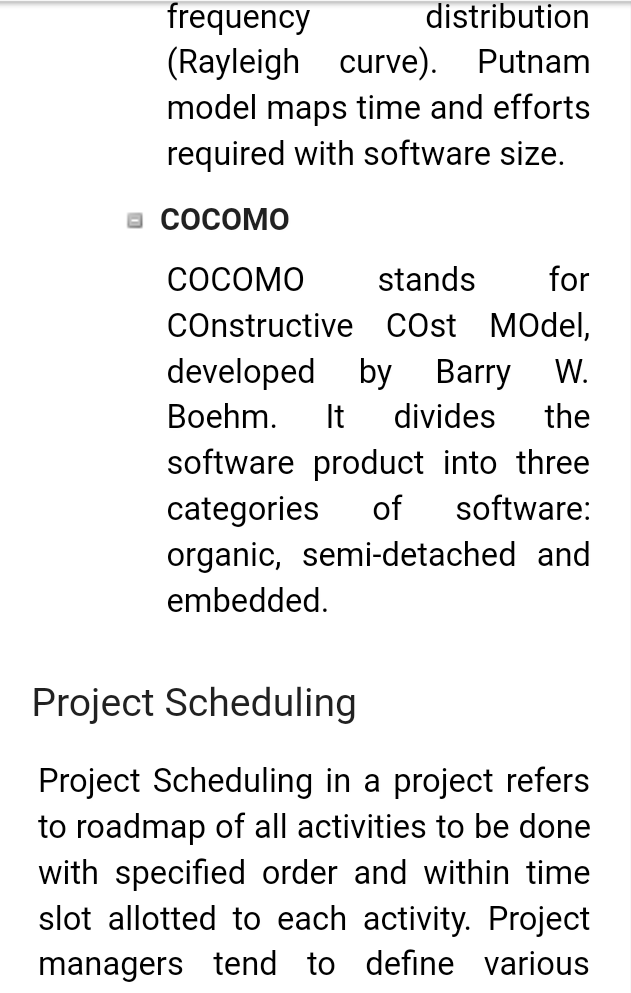 frequency distribution
(Rayleigh curve). Putnam
model maps time and efforts
required with software size.
COCOMO
COCOMO stands for
COnstructive COst MOdel,
developed by Barry W.
Boehm. It divides the
software product into three
categories of software:
organic, semi-detached and
embedded.
Project Scheduling
Project Scheduling in a project refers
to roadmap of all activities to be done
with specified order and within time
slot allotted to each activity. Project
managers tend to define various